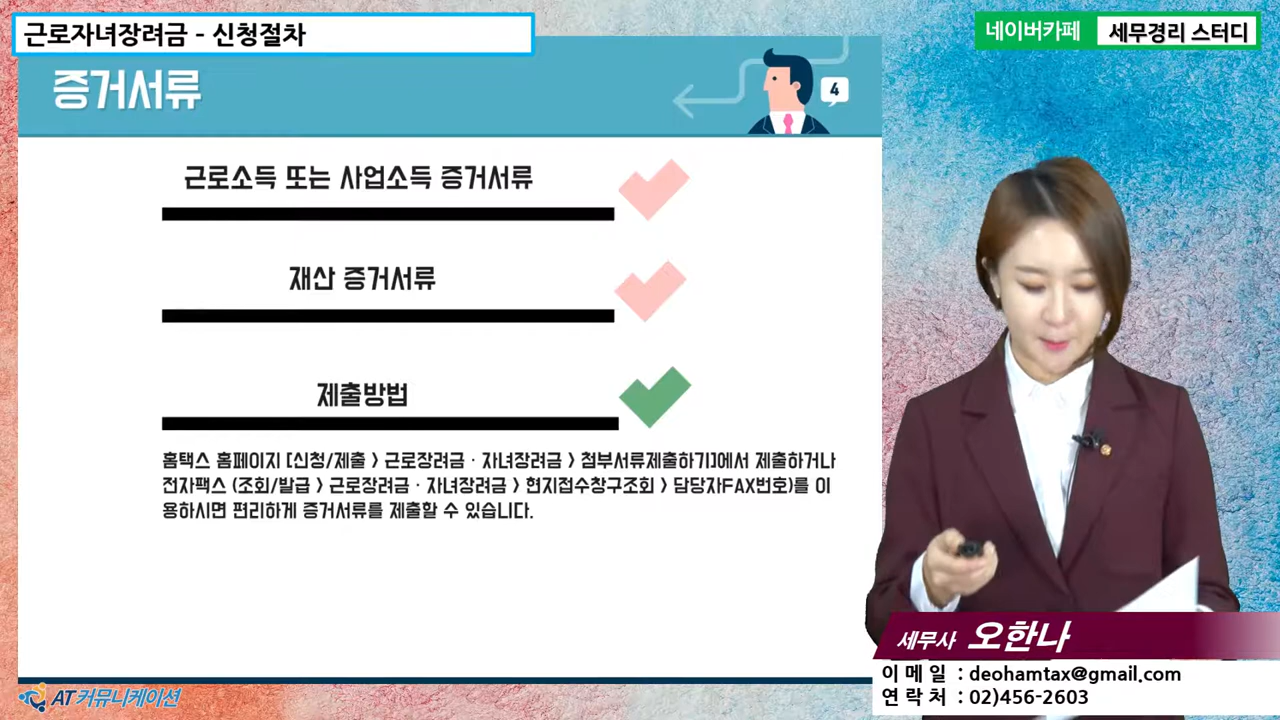 근로자녀장려금 - 신청절차
네이버카페 세무경리 스터디
증거서류
4
근로소득 또는 사업소득 증거서류
재산 증거서류
제출방법
홈택스 홈페이지 [신청/제출 > 근로장려금 · 자녀장려금 > 첨부서류제출하기]에서 제출하거나
전자팩스 (조회/발급 > 근로장려금 · 자녀장려금 > 현지접수창구조회 > 담당자FAX번호)를 이
용하시면 편리하게 증거서류를 제출할 수 있습니다.
세무사 오한나
이 메 일 : deohamtax@gmail.com
연 락 처 : 02)456-2603
AT커뮤니케이션